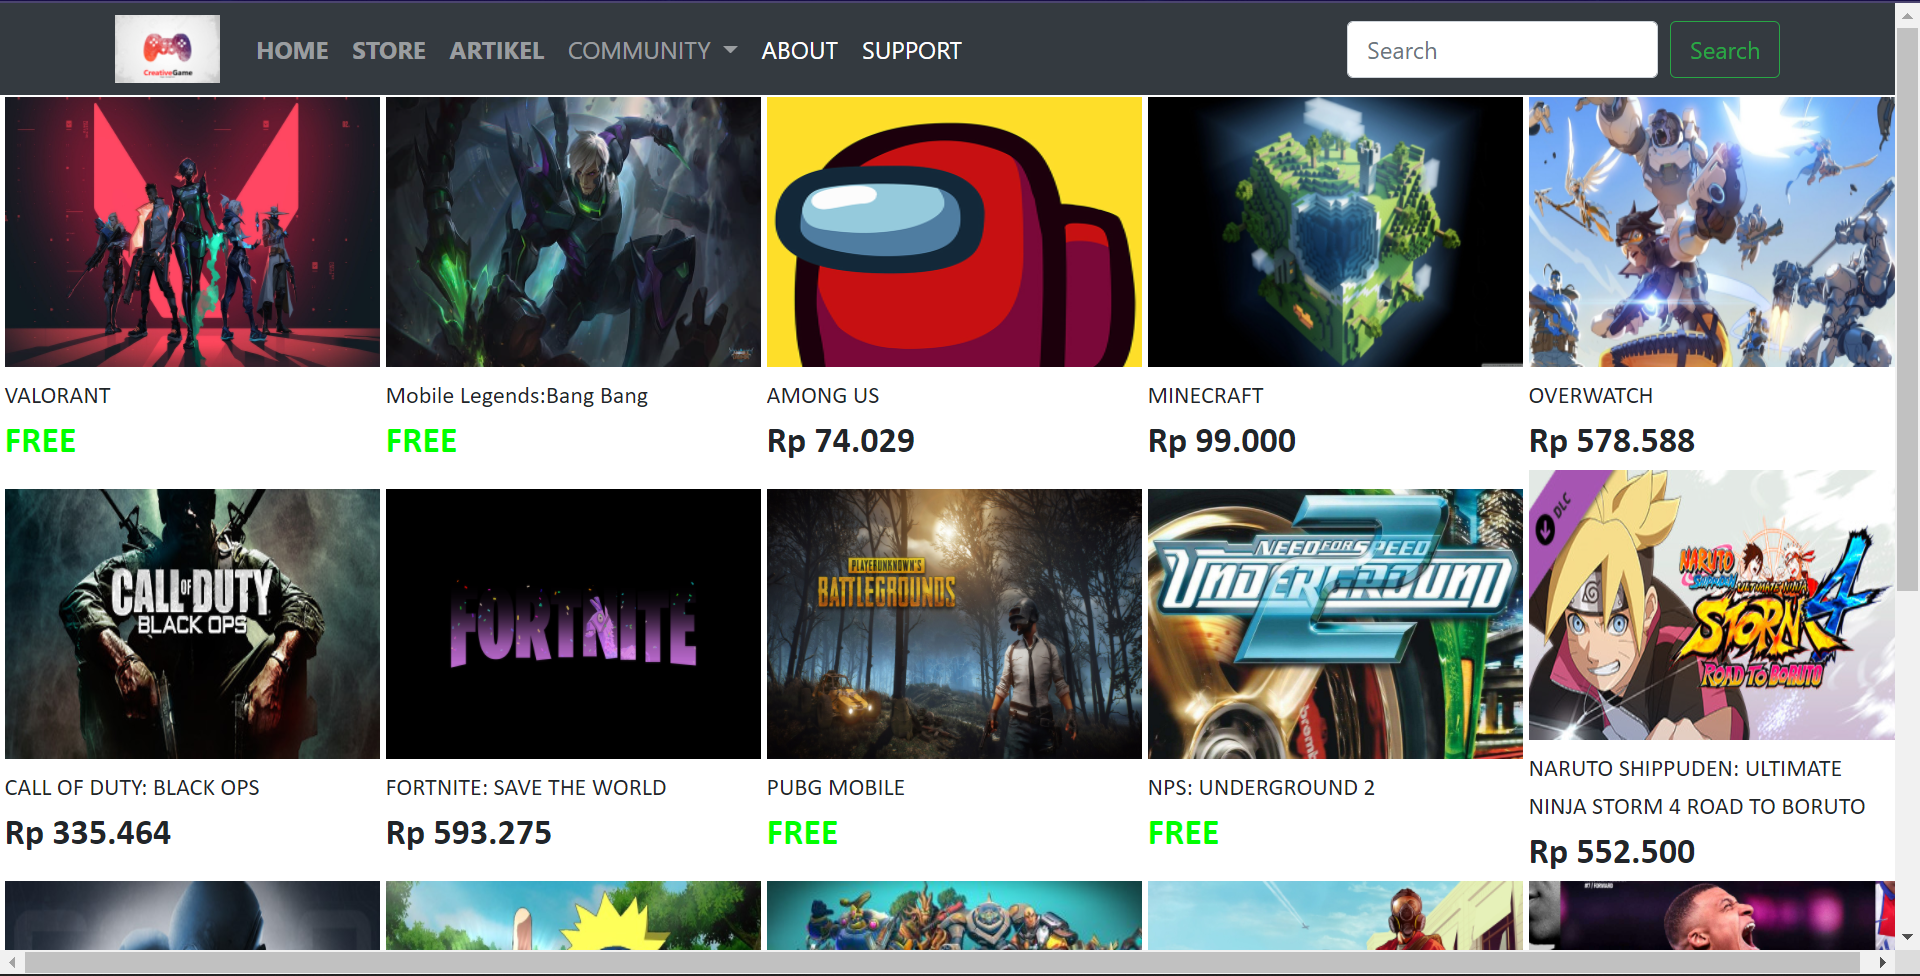 CreativeGame
HOME STORE ARTIKEL COMMUNITY ABOUT SUPPORT Search Search
VALORANT
FREE
Mobile Legends:Bang Bang
FREE
AMONG US
Rp 74.029
MINECRAFT
Rp 99.000
OVERWATCH
Rp 578.588
CALL OF DUTY
BLACK OPS
CALL OF DUTY: BLACK OPS
Rp 335.464
FORTNITE
FORTNITE: SAVE THE WORLD
Rp 593.275
PLAYERUNKNOWN'S
BATTLEGROUNDS
PUBG MOBILE
FREE
NEED FOR SPEED
UNDERGROUND
2
brembo
NPS: UNDERGROUND 2
FREE
DLC
NARUTO
SHIPPUDEN
ULTIMATE NINJA
STORM 4
ROAD TO BORUTO
NARUTO SHIPPUDEN: ULTIMATE
NINJA STORM 4 ROAD TO BORUTO
Rp 552.500